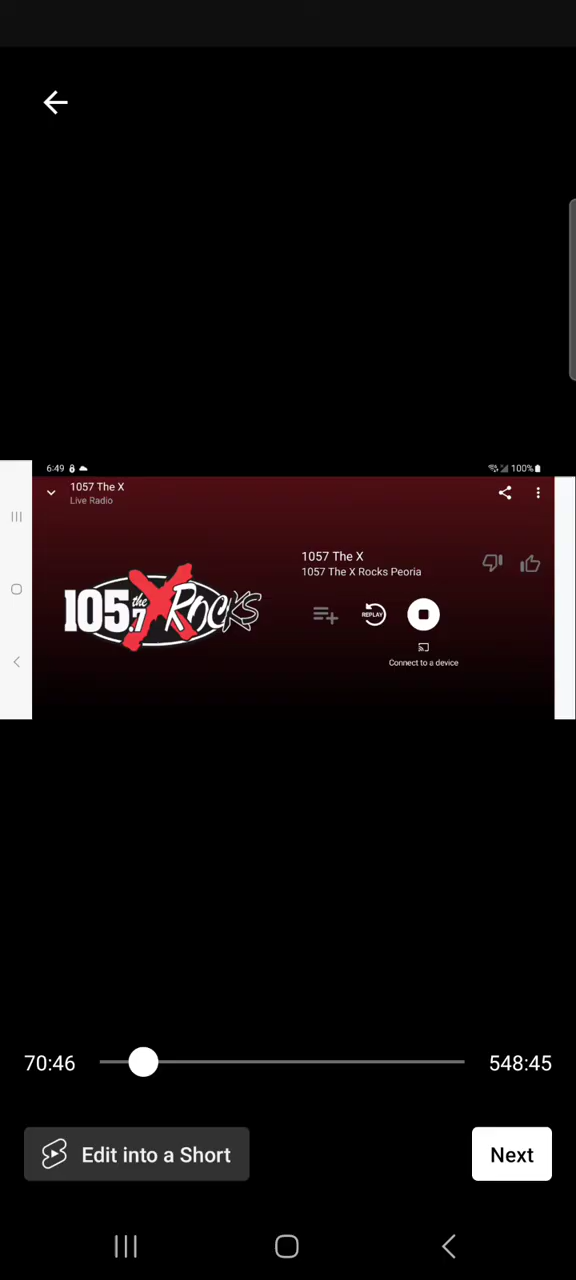 6:49
100%
1057 The X
Live Radio
1057 The X
1057 The X Rocks Peoria
105.7 the X ROCKS
REPLAY
Connect to a device
70:46
548:45
Edit into a Short
Next